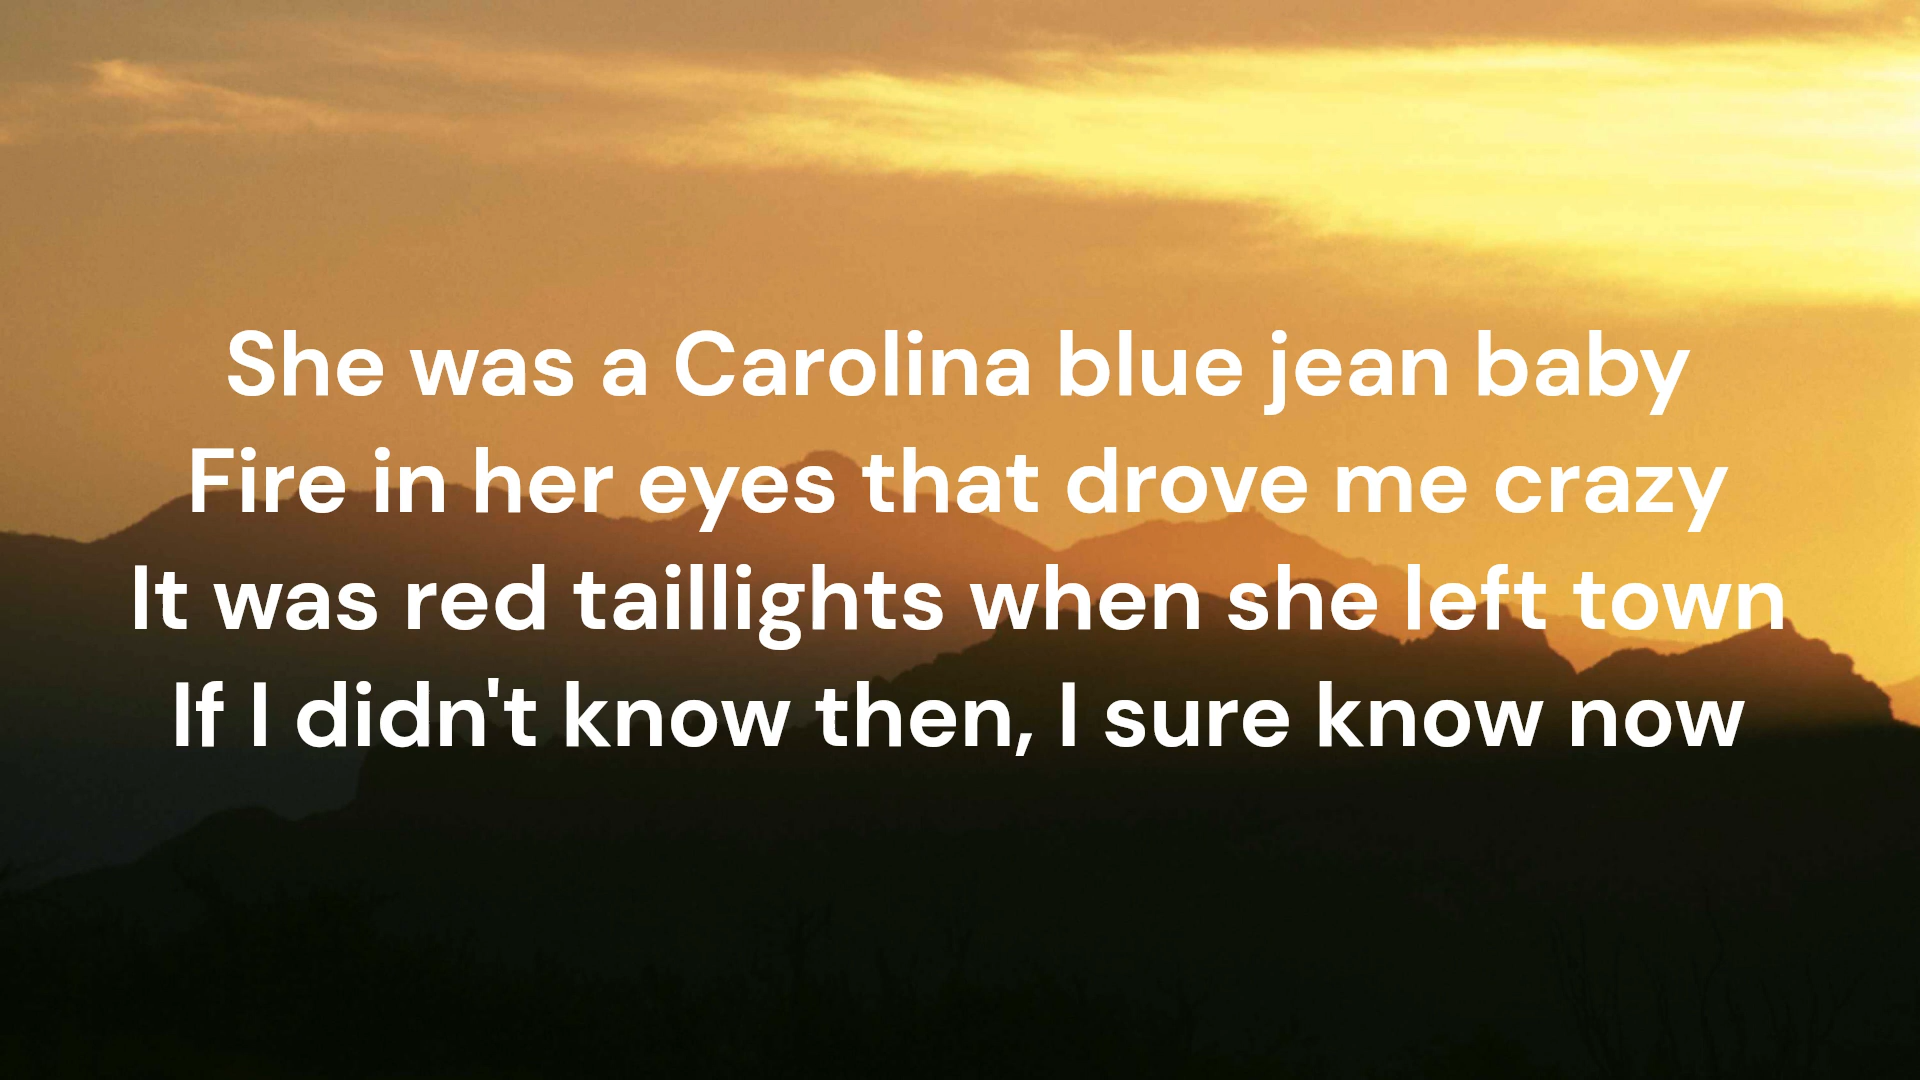 She was a Carolina blue jean baby
Fire in her eyes that drove me crazy
It was red taillights when she left town
If I didn't know then, I sure know now